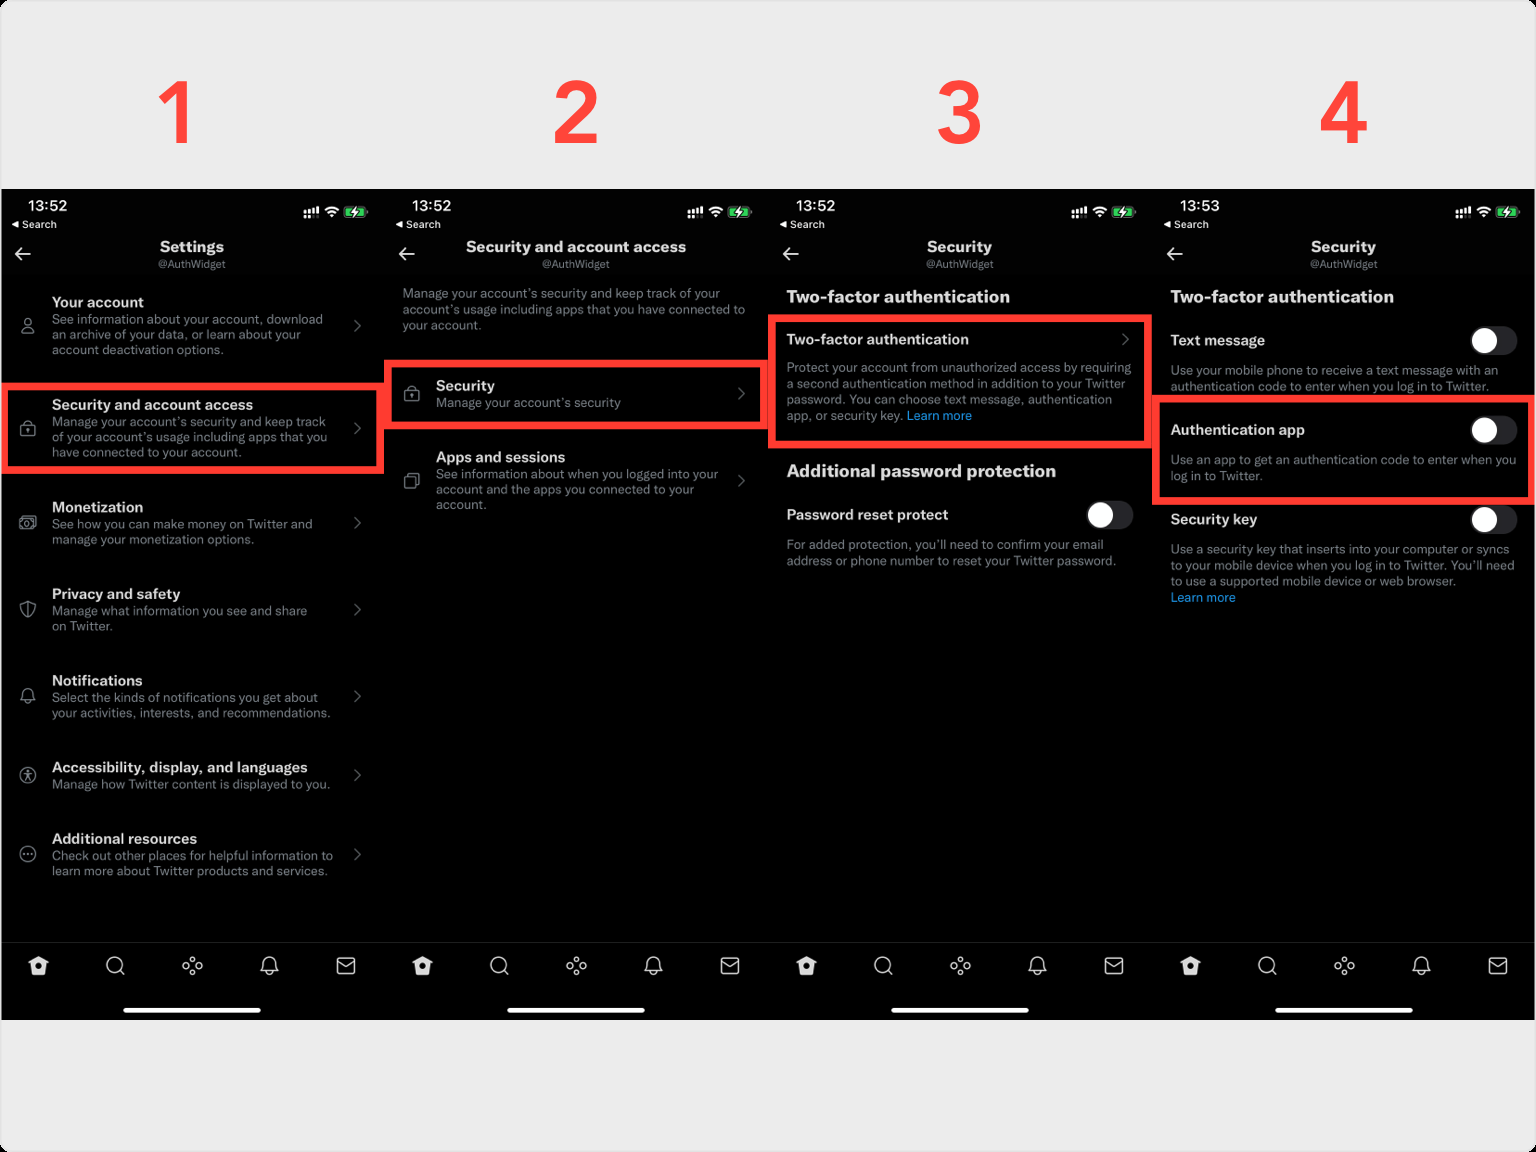 1
2
3
4
13:52
Search
Settings
@AuthWidget
Your account
See information about your account, download
an archive of your data, or learn about your
account deactivation options.
Security and account access
Manage your account's security and keep track
of your account's usage including apps that you
have connected to your account.
Monetization
See how you can make money on Twitter and
manage your monetization options.
Privacy and safety
Manage what information you see and share
on Twitter.
Notifications
Select the kinds of notifications you get about
your activities, interests, and recommendations.
Accessibility, display, and languages
Manage how Twitter content is displayed to you.
Additional resources
Check out other places for helpful information to
learn more about Twitter products and services.
13:52
Search
Security and account access
@AuthWidget
Manage your account's security and keep track of your
account's usage including apps that you have connected to
your account.
Security
Manage your account's security
Apps and sessions
See information about when you logged into your
account and the apps you connected to your
account.
13:52
Search
Security
@AuthWidget
Two-factor authentication
Two-factor authentication
Protect your account from unauthorized access by requiring
a second authentication method in addition to your Twitter
password. You can choose text message, authentication
app, or security key. Learn more
Additional password protection
Password reset protect
For added protection, you'll need to confirm your email
address or phone number to reset your Twitter password.
13:53
Search
Security
@AuthWidget
Two-factor authentication
Text message
Use your mobile phone to receive a text message with an
authentication code to enter when you log in to Twitter.
Authentication app
Use an app to get an authentication code to enter when you
log in to Twitter.
Security key
Use a security key that inserts into your computer or syncs
to your mobile device when you log in to Twitter. You'll need
to use a supported mobile device or web browser.
Learn more